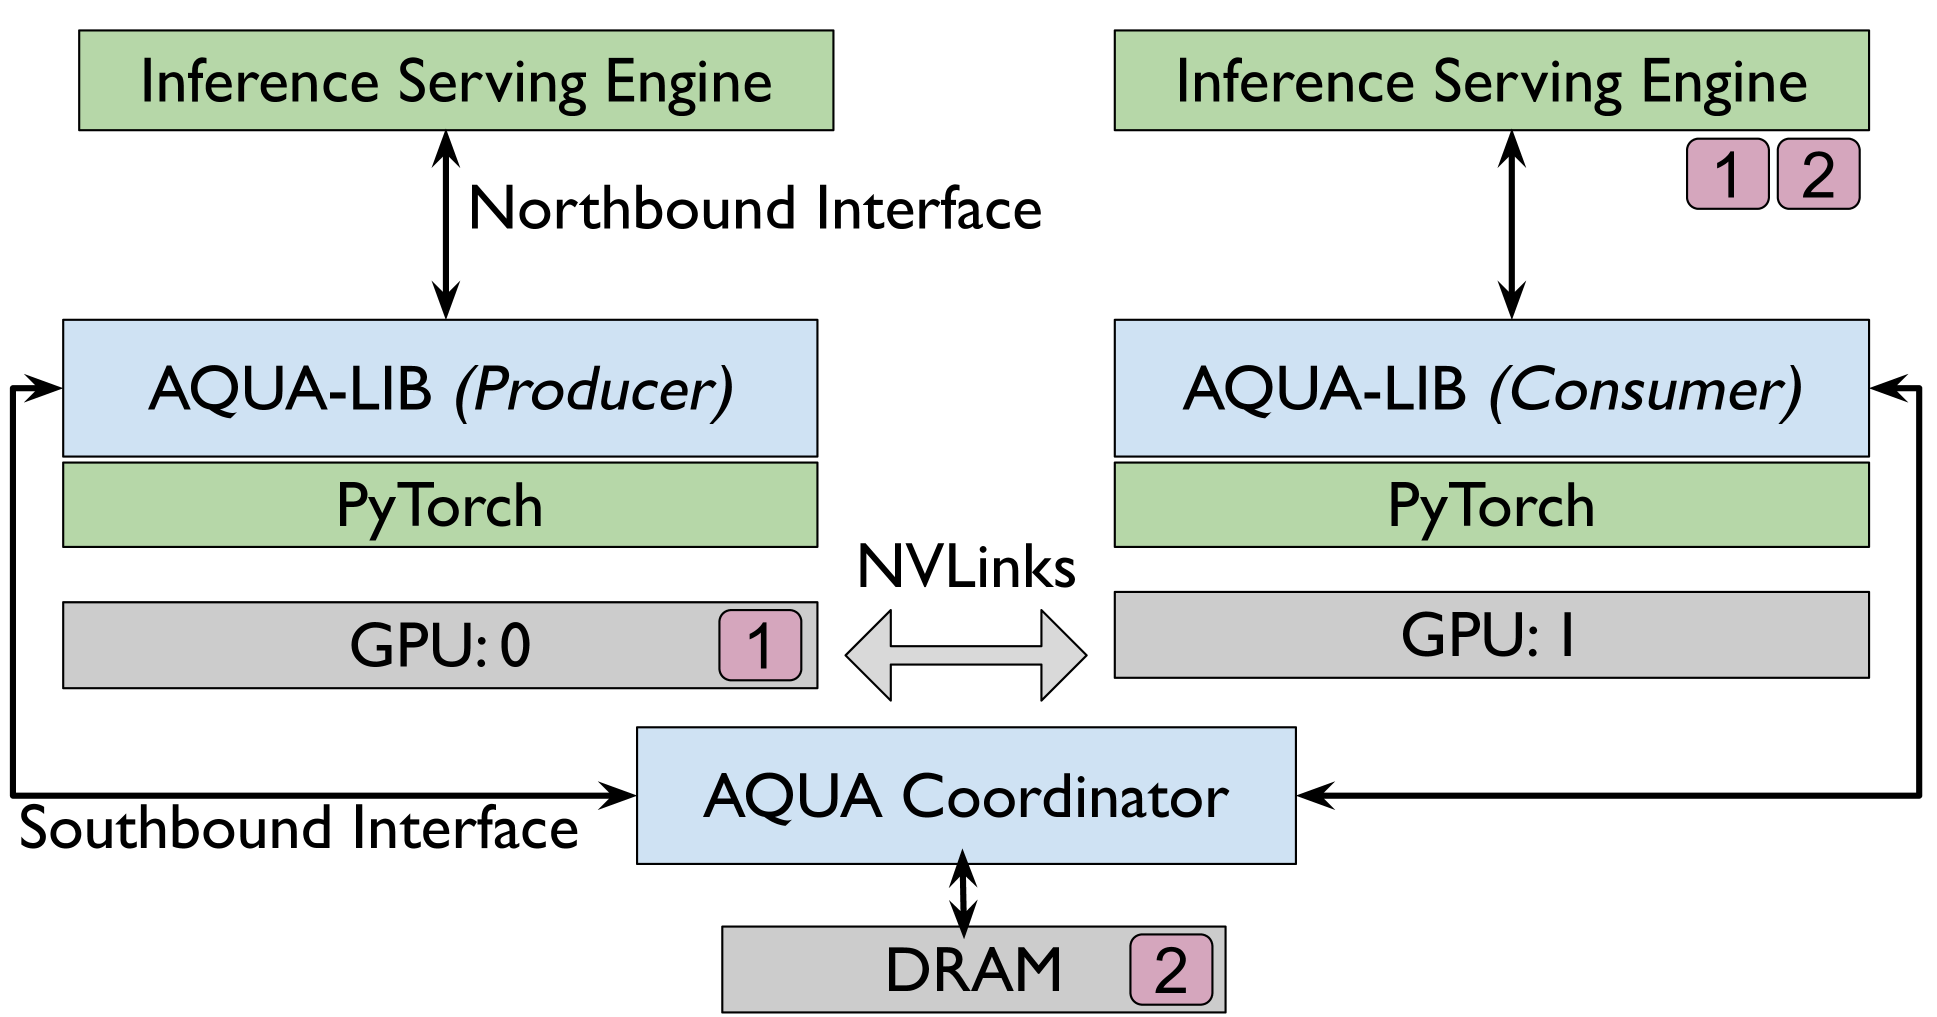 Inference Serving Engine
Inference Serving Engine
1 2
Northbound Interface
AQUA-LIB (Producer)
AQUA-LIB (Consumer)
PyTorch
PyTorch
NVLinks
GPU: 0 1
GPU: 1
AQUA Coordinator
Southbound Interface
DRAM 2